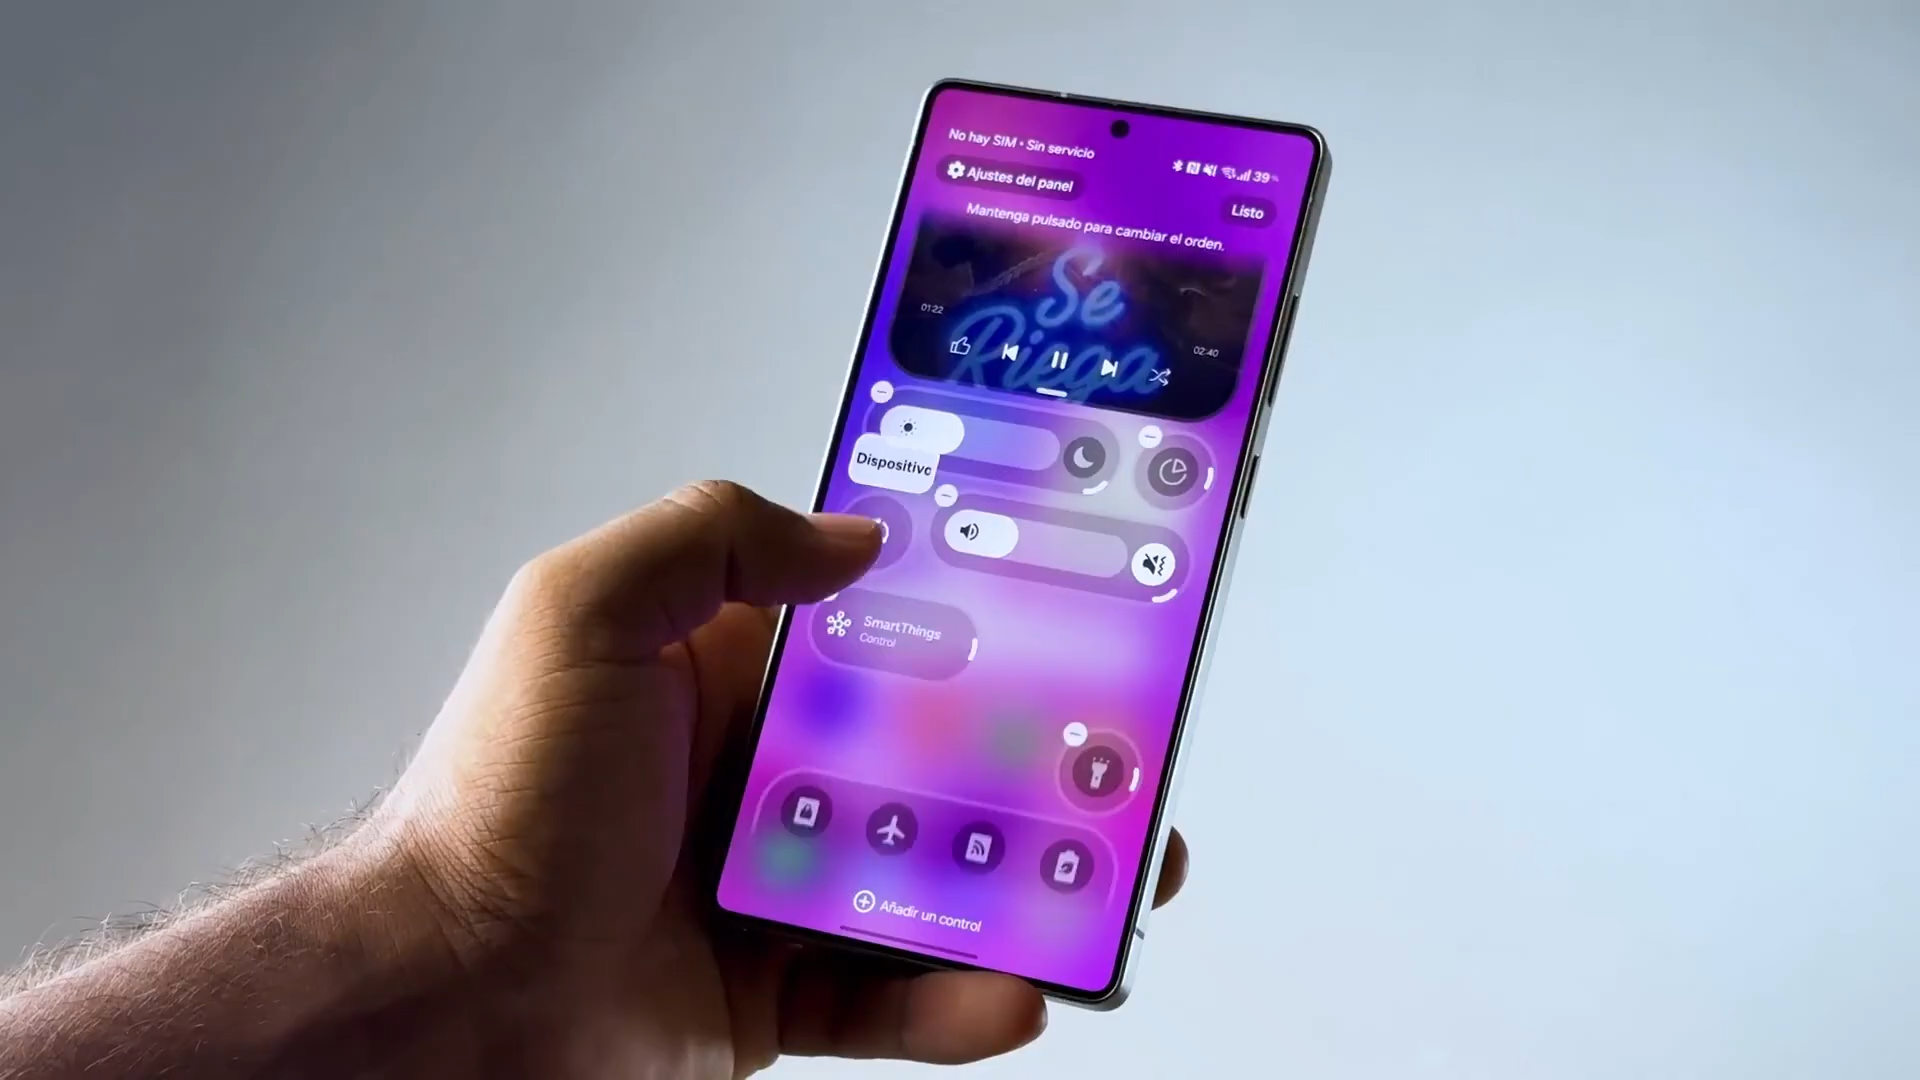 No hay SIM • Sin servicio
39%
Ajustes del panel
Listo
Mantenga pulsado para cambiar el orden.
Se
Riega
01:22
02:40
Dispositivo
SmartThings
Control
Añadir un control